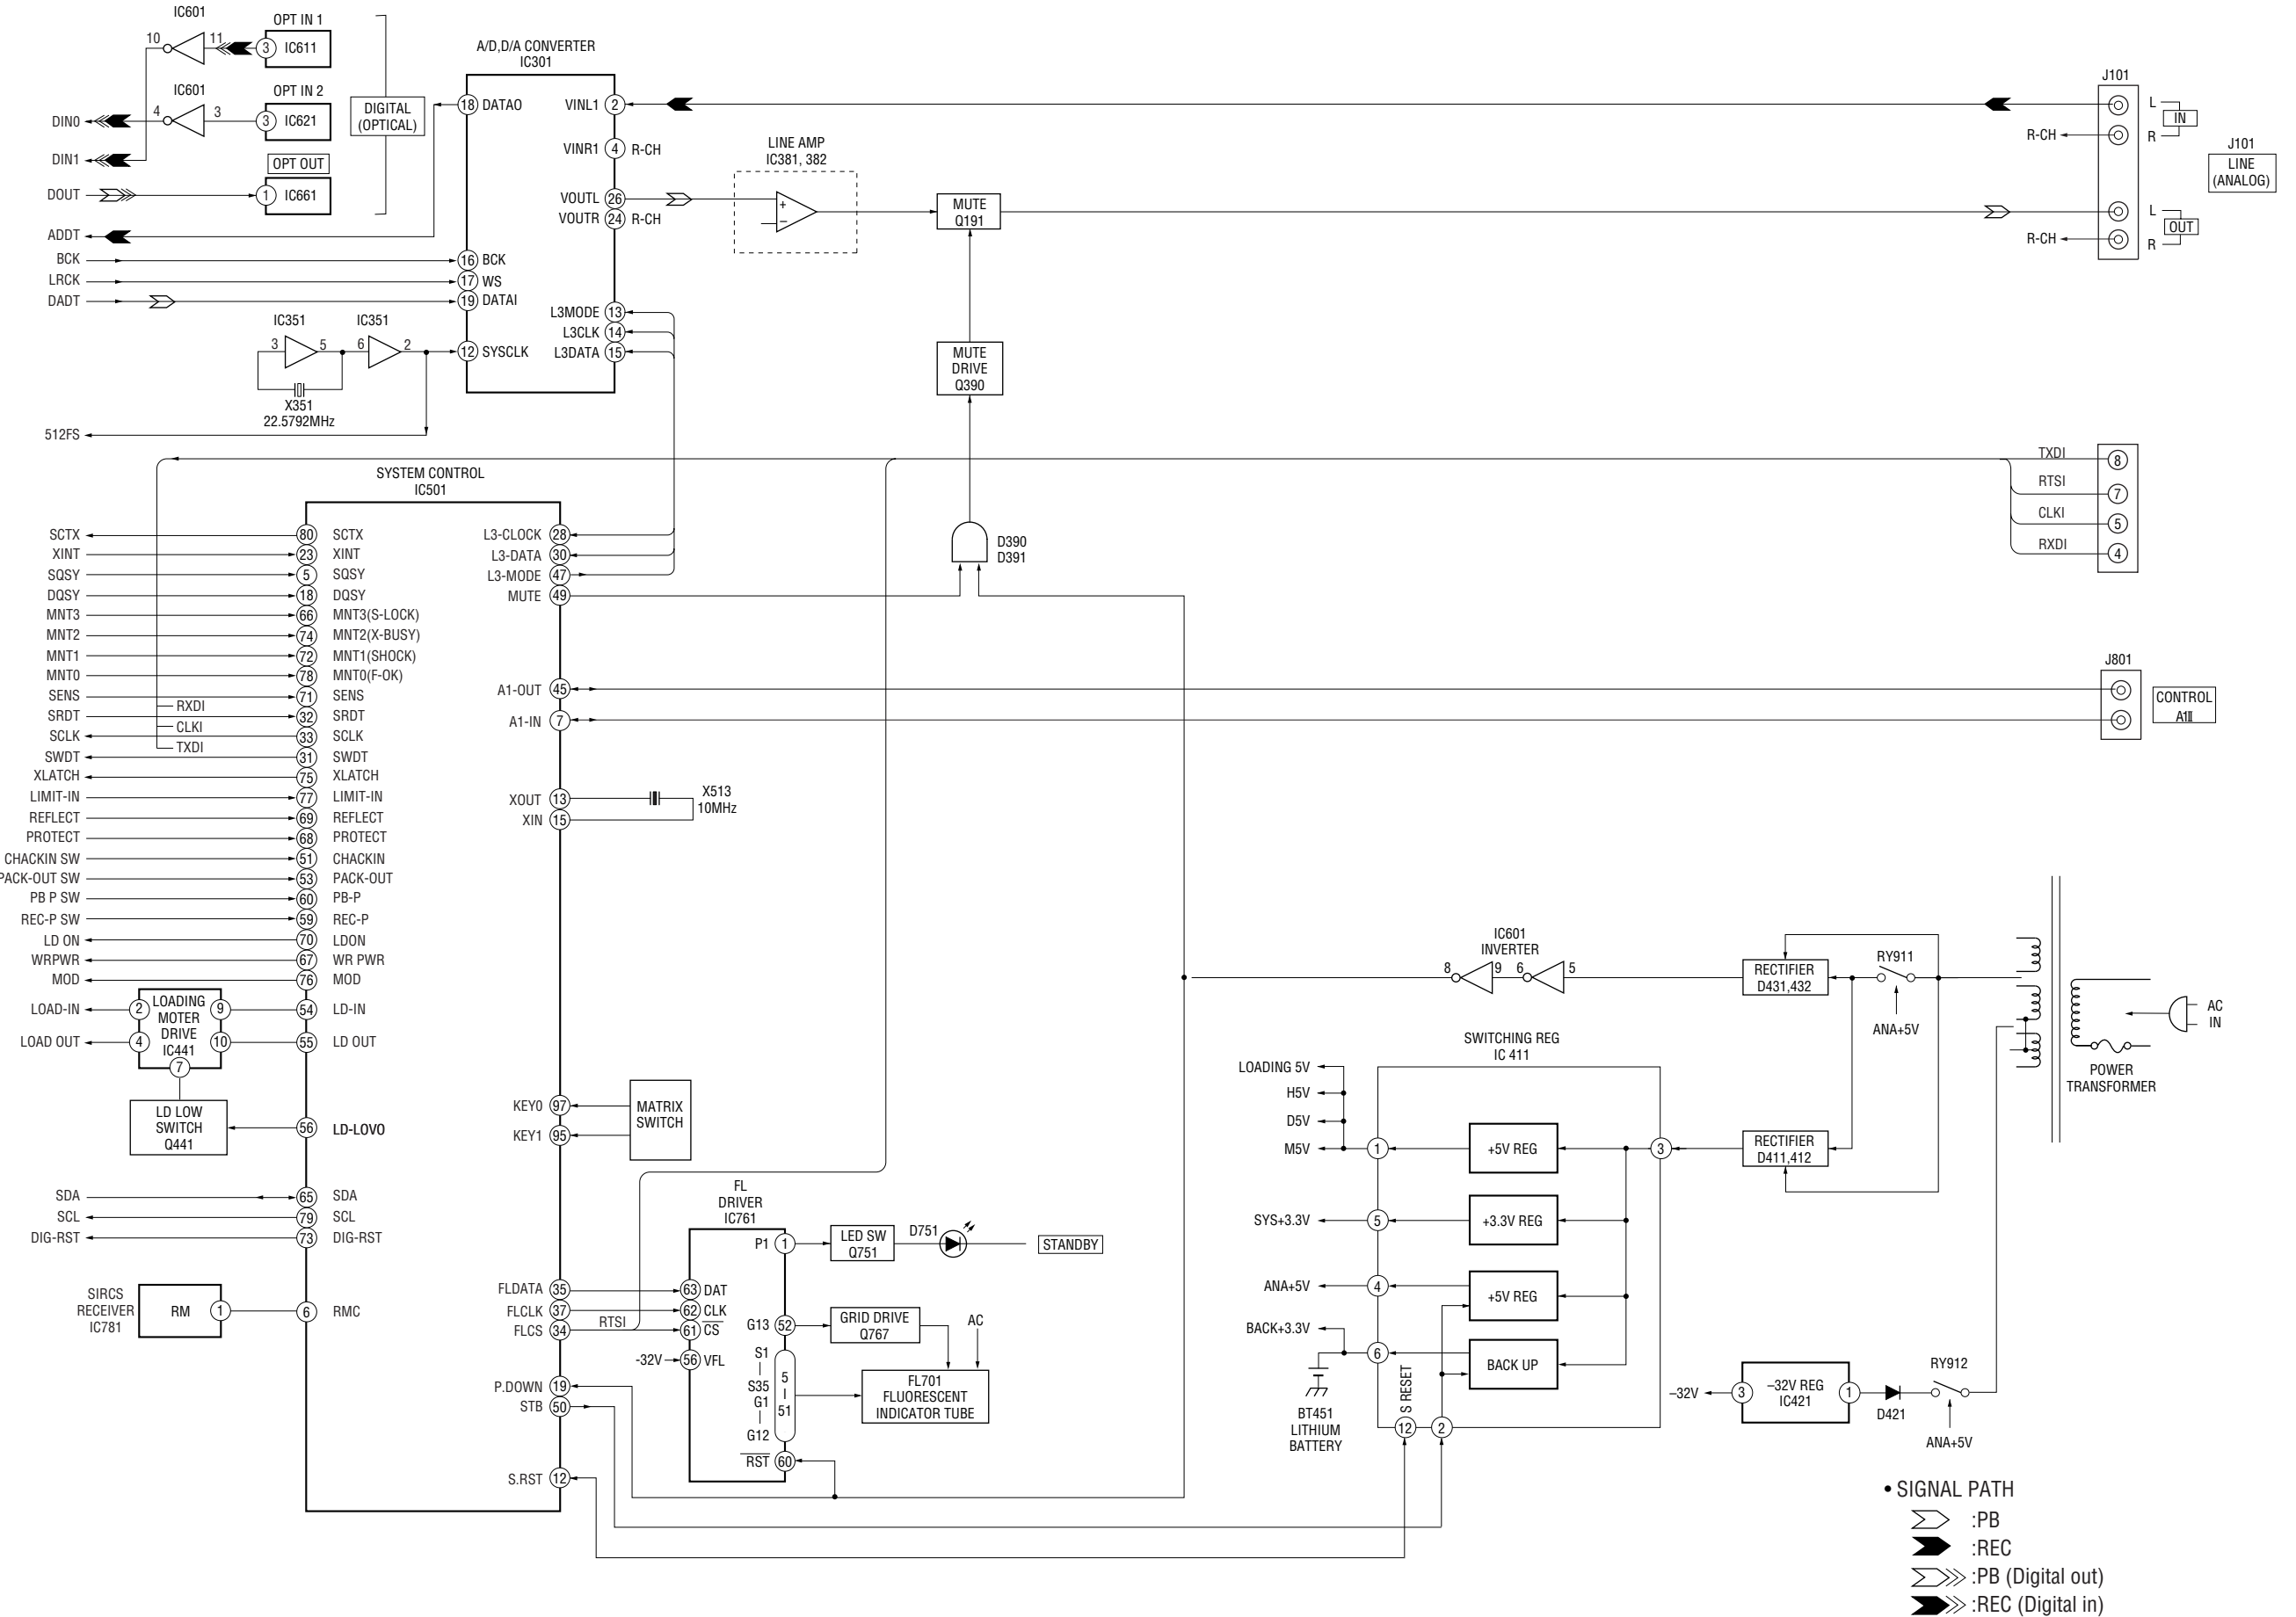 IC601
OPT IN 1
10
11
3
IC611
IC601
OPT IN 2
DIN0
4
3
3
IC621
DIN1
OPT OUT
DOUT
1
IC661
DIGITAL
(OPTICAL)
ADDT
BCK
LRCK
DADT
A/D,D/A CONVERTER
IC301
18 DATAO
VINL1 2
VINR1 4 R-CH
VOUTL 26
VOUTR 24 R-CH
16 BCK
17 WS
19 DATAI
L3MODE 13
L3CLK 14
L3DATA 15
12 SYSCLK
IC351
IC351
3
5
6
2
X351
22.5792MHz
512FS
LINE AMP
IC381, 382
+
−
MUTE
Q191
MUTE
DRIVE
Q390
D390
D391
J101
L
IN
R-CH
R
L
OUT
R-CH
R
J101
LINE
(ANALOG)
TXDI
8
RTSI
7
CLKI
5
RXDI
4
SYSTEM CONTROL
IC501
SCTX 80 SCTX
XINT 23 XINT
SQSY 5 SQSY
DQSY 18 DQSY
MNT3 66 MNT3(S-LOCK)
MNT2 74 MNT2(X-BUSY)
MNT1 72 MNT1(SHOCK)
MNT0 78 MNT0(F-OK)
SENS 71 SENS
RXDI
SRDT 32 SRDT
CLKI
SCLK 33 SCLK
TXDI
SWDT 31 SWDT
XLATCH 75 XLATCH
LIMIT-IN 77 LIMIT-IN
REFLECT 69 REFLECT
PROTECT 68 PROTECT
CHACKIN SW 51 CHACKIN
PACK-OUT SW 53 PACK-OUT
PB P SW 60 PB-P
REC-P SW 59 REC-P
LD ON 70 LDON
WRPWR 67 WR PWR
MOD 76 MOD
LOAD-IN 2
LOADING
MOTER
DRIVE
IC441
9
54 LD-IN
LOAD OUT 4
10
55 LD OUT
7
LD LOW
SWITCH
Q441
56 LD-LOVO
SDA 65 SDA
SCL 79 SCL
DIG-RST 73 DIG-RST
SIRCS
RECEIVER
IC781
RM 1
6 RMC
L3-CLOCK 28
L3-DATA 30
L3-MODE 47
MUTE 49
A1-OUT 45
A1-IN 7
J801
CONTROL
A1Ⅱ
XOUT 13
XIN 15
X513
10MHz
KEY0 97
KEY1 95
MATRIX
SWITCH
FLDATA 35
FLCLK 37
FLCS 34
RTSI
P.DOWN 19
STB 50
S.RST 12
FL
DRIVER
IC761
P1 1
63 DAT
62 CLK
61 CS
-32V 56 VFL
G13 52
S1
S35
G1
G12
5
51
RST 60
LED SW
Q751
D751
STANDBY
GRID DRIVE
Q767
AC
FL701
FLUORESCENT
INDICATOR TUBE
IC601
INVERTER
8
9
6
5
RECTIFIER
D431,432
RY911
ANA+5V
AC
IN
POWER
TRANSFORMER
SWITCHING REG
IC 411
LOADING 5V
H5V
D5V
M5V
1
+5V REG
3
RECTIFIER
D411,412
SYS+3.3V
5
+3.3V REG
ANA+5V
4
+5V REG
BACK+3.3V
6
BACK UP
BT451
LITHIUM
BATTERY
S RESET
12
2
–32V
3
–32V REG
IC421
1
D421
RY912
ANA+5V
• SIGNAL PATH
:PB
:REC
:PB (Digital out)
:REC (Digital in)